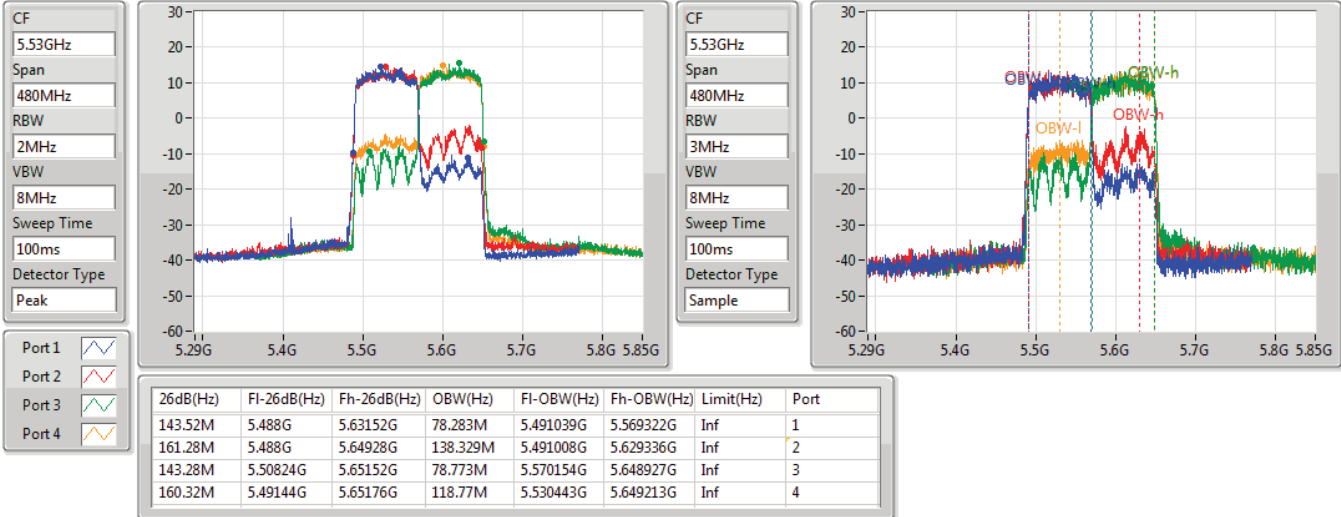 CF
5.53GHz
Span
480MHz
RBW
2MHz
VBW
8MHz
Sweep Time
100ms
Detector Type
Peak
30
20
10
0
-10
-20
-30
-40
-50
-60
5.29G 5.4G 5.5G 5.6G 5.7G 5.8G 5.85G
CF
5.53GHz
Span
480MHz
RBW
3MHz
VBW
8MHz
Sweep Time
100ms
Detector Type
Sample
30
20
10
0
-10
-20
-30
-40
-50
-60
OBW-h
OBW-h
OBW-l
5.29G 5.4G 5.5G 5.6G 5.7G 5.8G 5.85G
Port 1
Port 2
Port 3
Port 4
26dB(Hz) Fl-26dB(Hz) Fh-26dB(Hz) OBW(Hz) Fl-OBW(Hz) Fh-OBW(Hz) Limit(Hz) Port
143.52M 5.488G 5.63152G 78.283M 5.491039G 5.569322G Inf 1
161.28M 5.488G 5.64928G 138.329M 5.491008G 5.629336G Inf 2
143.28M 5.50824G 5.65152G 78.773M 5.570154G 5.648927G Inf 3
160.32M 5.49144G 5.65176G 118.77M 5.530443G 5.649213G Inf 4